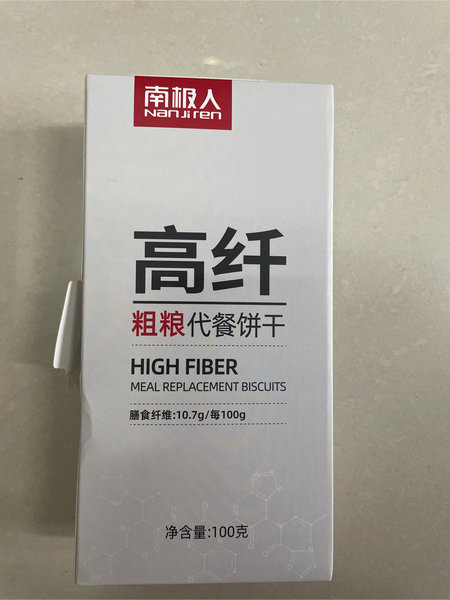 南极人
NanJiren
高纤
粗粮代餐饼干
HIGH FIBER
MEAL REPLACEMENT BISCUITS
膳食纤维:10.7g/每100g
净含量:100克